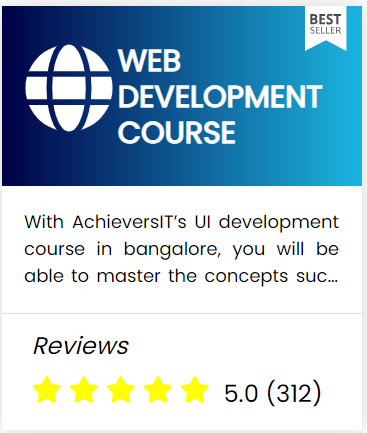 BEST
SELLER
WEB
DEVELOPMENT
COURSE
With AchieversIT’s UI development
course in bangalore, you will be
able to master the concepts suc...
Reviews
5.0 (312)